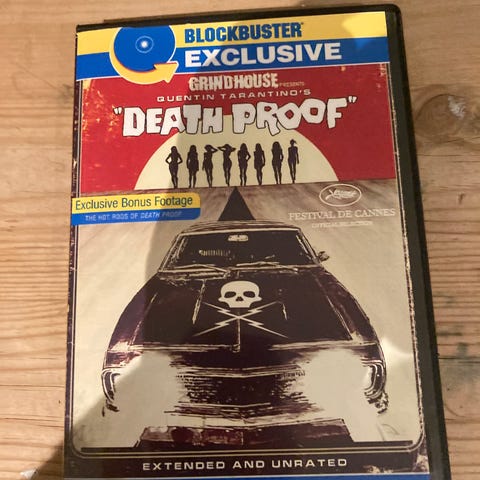 BLOCKBUSTER
EXCLUSIVE
GRINDHOUSE PRESENTS
QUENTIN TARANTINO'S
"DEATH PROOF"
Exclusive Bonus Footage
THE HOT RODS OF DEATH PROOF
FESTIVAL DE CANNES
OFFICIAL SELECTION
EXTENDED AND UNRATED